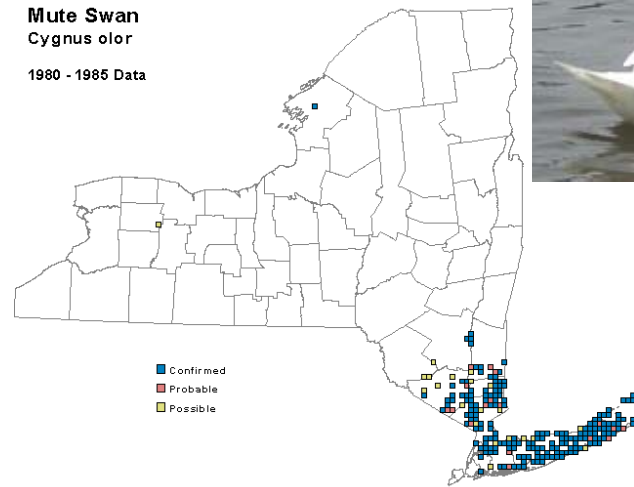 Mute Swan
Cygnus olor
1980 - 1985 Data
Confirmed
Probable
Possible